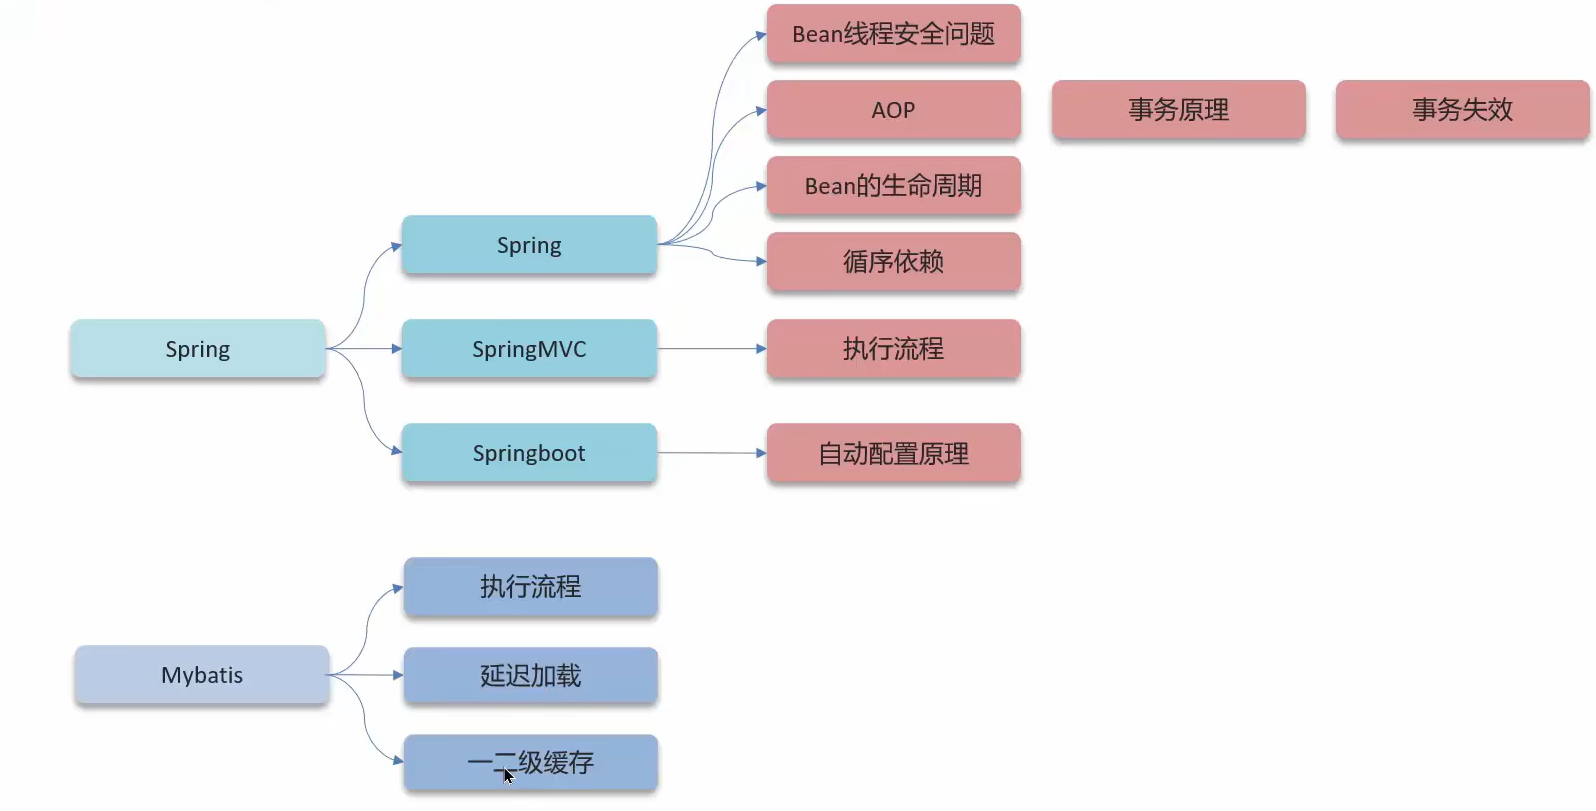 Bean线程安全问题
AOP
事务原理
事务失效
Bean的生命周期
循序依赖
Spring
Spring
SpringMVC
执行流程
Springboot
自动配置原理
执行流程
Mybatis
延迟加载
一二级缓存